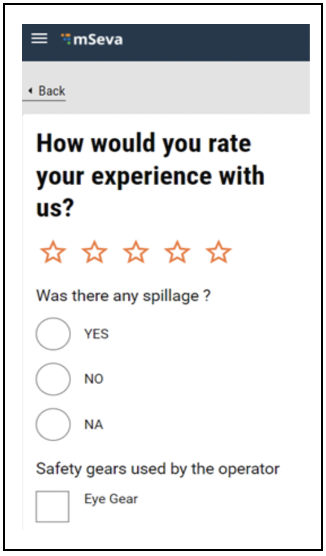 mSeva
Back
How would you rate
your experience with
us?
Was there any spillage ?
YES
NO
NA
Safety gears used by the operator
Eye Gear